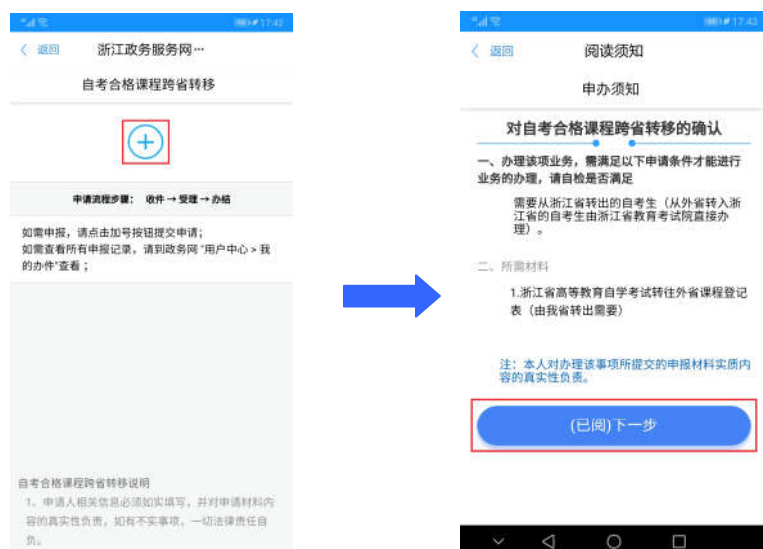 17:42
返回
浙江政务服务网…
自考合格课程跨省转移
申请流程步骤： 收件 → 受理 → 办结
如需申报，请点击加号按钮提交申请；
如需查看所有申报记录，请到政务网"用户中心 > 我
的办件"查看；
自考合格课程跨省转移说明
1、申请人相关信息必须如实填写，并对申请材料内
容的真实性负责，如有不实事项，一切法律责任自
负。
17:43
返回
阅读须知
申办须知
对自考合格课程跨省转移的确认
一、办理该项业务，需满足以下申请条件才能进行
业务的办理，请自检是否满足
需要从浙江省转出的自考生（从外省转入浙
江省的自考生由浙江省教育考试院直接办
理）。
二、所需材料
1.浙江省高等教育自学考试转往外省课程登记
表（由我省转出需要）
注：本人对办理该事项所提交的申报材料实质内
容的真实性负责。
(已阅)下一步